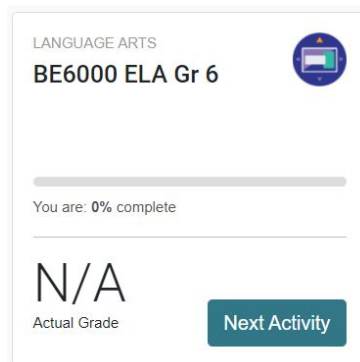 LANGUAGE ARTS
BE6000 ELA Gr 6
You are: 0% complete
N/A
Actual Grade
Next Activity